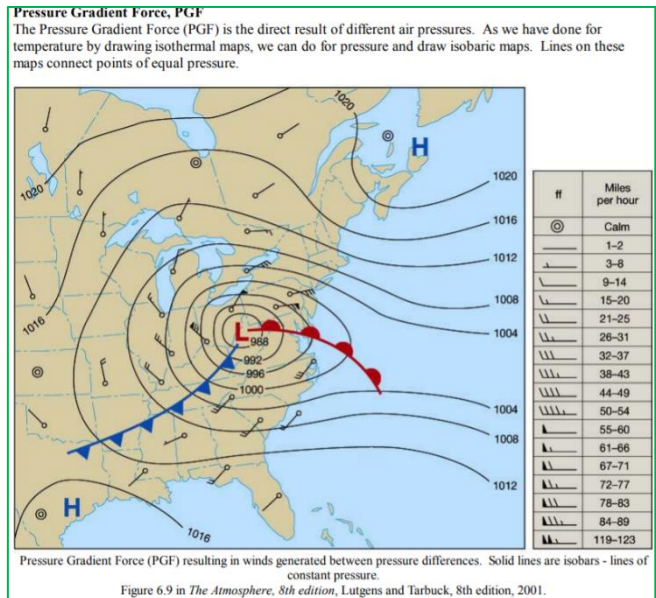 Pressure Gradient Force, PGF
The Pressure Gradient Force (PGF) is the direct result of different air pressures. As we have done for
temperature by drawing isothermal maps, we can do for pressure and draw isobaric maps. Lines on these
maps connect points of equal pressure.
1020
H
1020
1020
1016
1012
1008
1016
1004
L
988
992
996
1000
1004
1008
1012
H
1016
ff Miles per hour
Calm
1–2
3–8
9–14
15–20
21–25
26–31
32–37
38–43
44–49
50–54
55–60
61–66
67–71
72–77
78–83
84–89
119–123
Pressure Gradient Force (PGF) resulting in winds generated between pressure differences. Solid lines are isobars - lines of
constant pressure.
Figure 6.9 in The Atmosphere, 8th edition, Lutgens and Tarbuck, 8th edition, 2001.